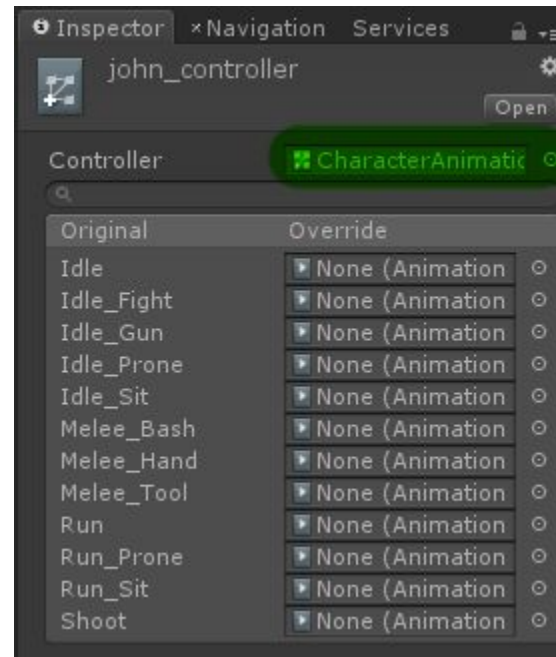 Inspector Navigation Services
john_controller
Open
Controller CharacterAnimatic
Original Override
Idle None (Animation
Idle_Fight None (Animation
Idle_Gun None (Animation
Idle_Prone None (Animation
Idle_Sit None (Animation
Melee_Bash None (Animation
Melee_Hand None (Animation
Melee_Tool None (Animation
Run None (Animation
Run_Prone None (Animation
Run_Sit None (Animation
Shoot None (Animation